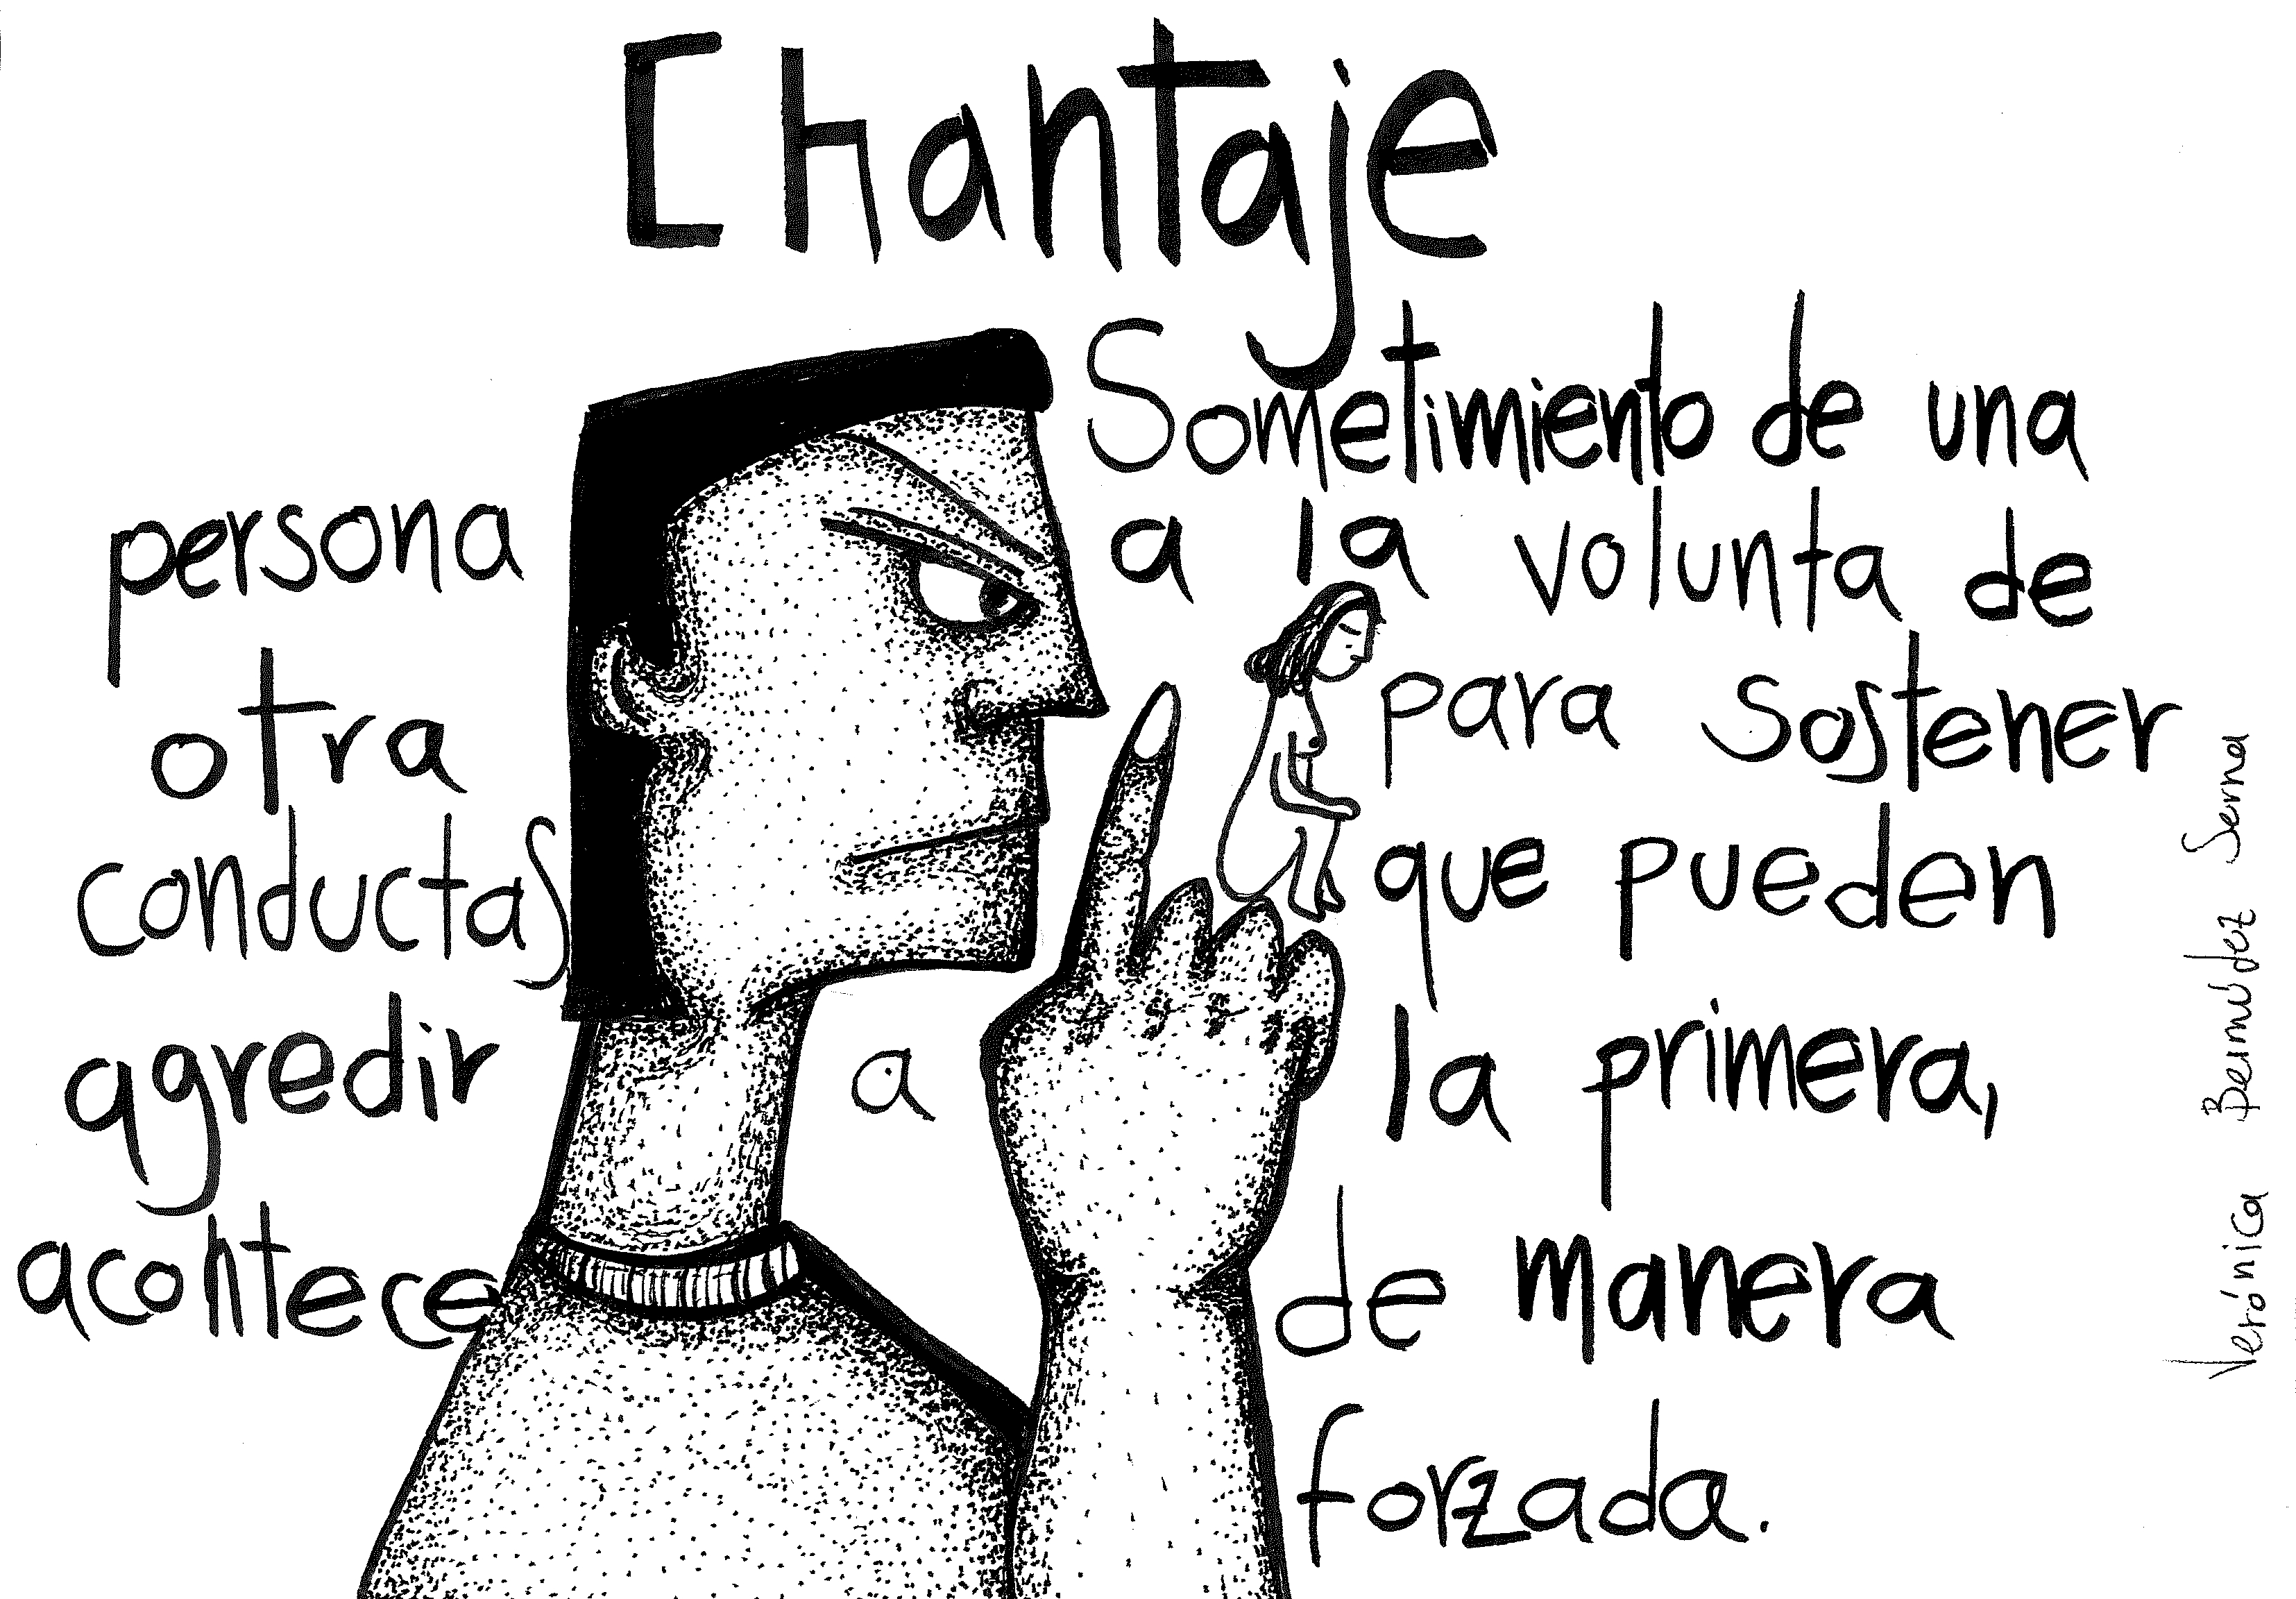 Chantaje
Sometimiento de una
persona a la volunta de
otra para sostener
conductas que pueden
agredir a la primera,
acontece de manera
forzada.
Verónica Bermúdez Serna